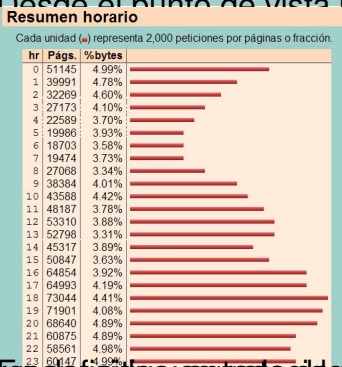 Desde el punto de vista
Resumen horario
Cada unidad (▬) representa 2,000 peticiones por páginas o fracción.
hr Págs. %bytes
0 51145 4.99%
1 39991 4.78%
2 32269 4.60%
3 27173 4.10%
4 22589 3.70%
5 19986 3.93%
6 18703 3.58%
7 19474 3.73%
8 27068 3.34%
9 38384 4.01%
10 43588 4.42%
11 48187 3.78%
12 53310 3.88%
13 52798 3.31%
14 45317 3.89%
15 50847 3.63%
16 64854 3.92%
17 64993 4.19%
18 73044 4.41%
19 71901 4.08%
20 68640 4.89%
21 60875 4.89%
22 58561 4.98%
23 60147 4.99%